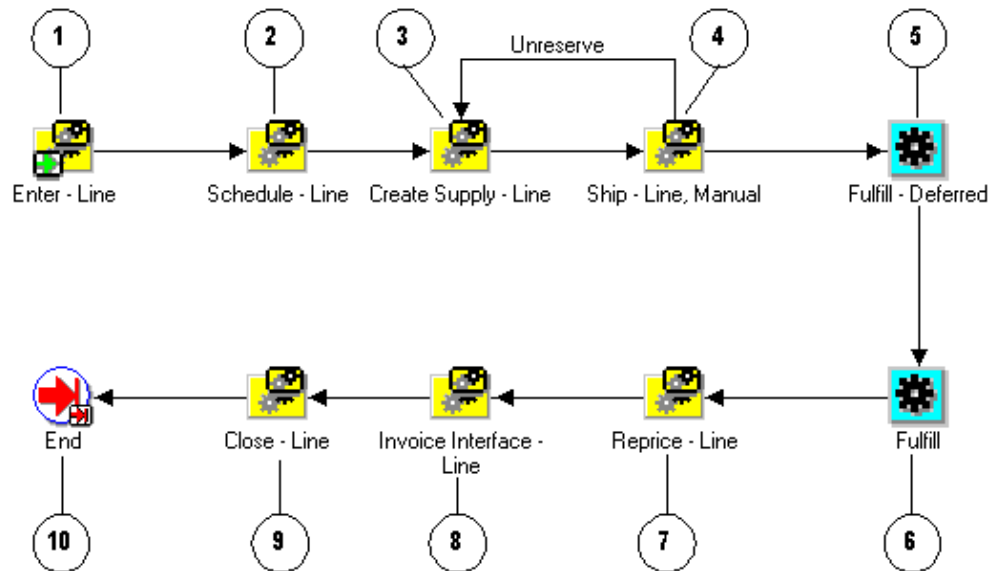 1
2
3
4
5
Unreserve
Enter - Line
Schedule - Line
Create Supply - Line
Ship - Line, Manual
Fulfill - Deferred
End
Close - Line
Invoice Interface -
Line
Reprice - Line
Fulfill
10
9
8
7
6